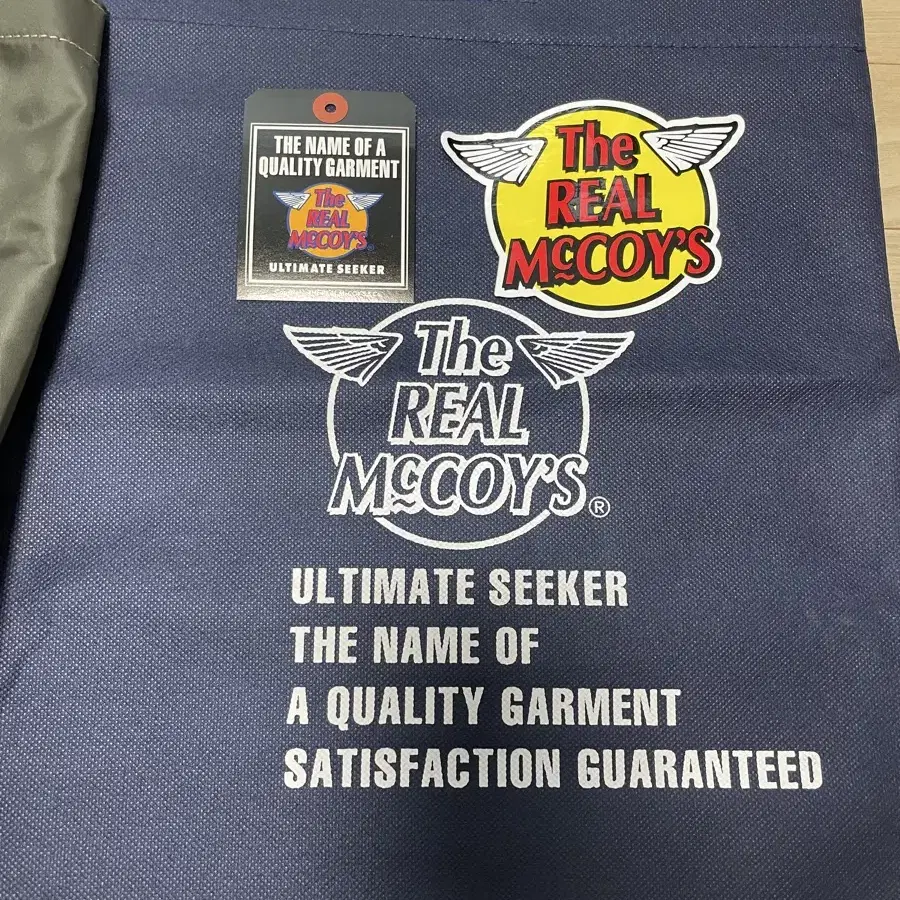 THE NAME OF A
QUALITY GARMENT
The
REAL
McCOY'S
ULTIMATE SEEKER
The
REAL
McCOY'S
The
REAL
McCOY'S®
ULTIMATE SEEKER
THE NAME OF
A QUALITY GARMENT
SATISFACTION GUARANTEED